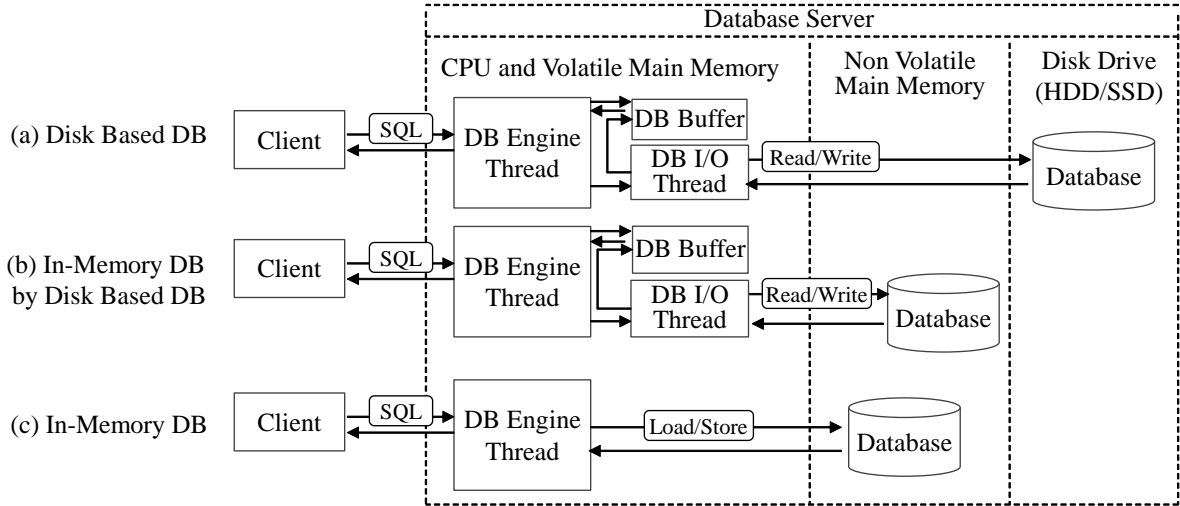 Database Server
CPU and Volatile Main Memory
Non Volatile
Main Memory
Disk Drive
(HDD/SSD)
(a) Disk Based DB
Client
SQL
DB Engine
Thread
DB Buffer
DB I/O
Thread
Read/Write
Database
(b) In-Memory DB
by Disk Based DB
Client
SQL
DB Engine
Thread
DB Buffer
DB I/O
Thread
Read/Write
Database
(c) In-Memory DB
Client
SQL
DB Engine
Thread
Load/Store
Database